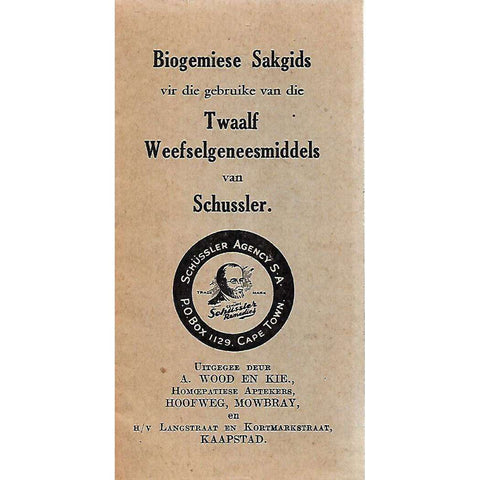 Biogemiese Sakgids
vir die gebruike van die
Twaalf
Weefselgeneesmiddels
van
Schussler.
SCHÜSSLER AGENCY S.A.
TRADE MARK
Schüssler
Remedies
P.O. BOX 1129, CAPE TOWN.
UITGEGEE DEUR
A. WOOD EN KIE.,
HOMŒPATIESE APTEKERS,
HOOFWEG, MOWBRAY,
en
H/V LANGSTRAAT EN KORTMARKSTRAAT,
KAAPSTAD.